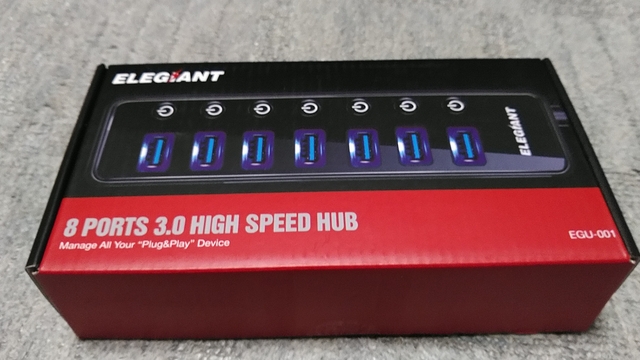 ELEGIANT
ELEGIANT
8 PORTS 3.0 HIGH SPEED HUB
Manage All Your "Plug&Play" Device
EGU-001